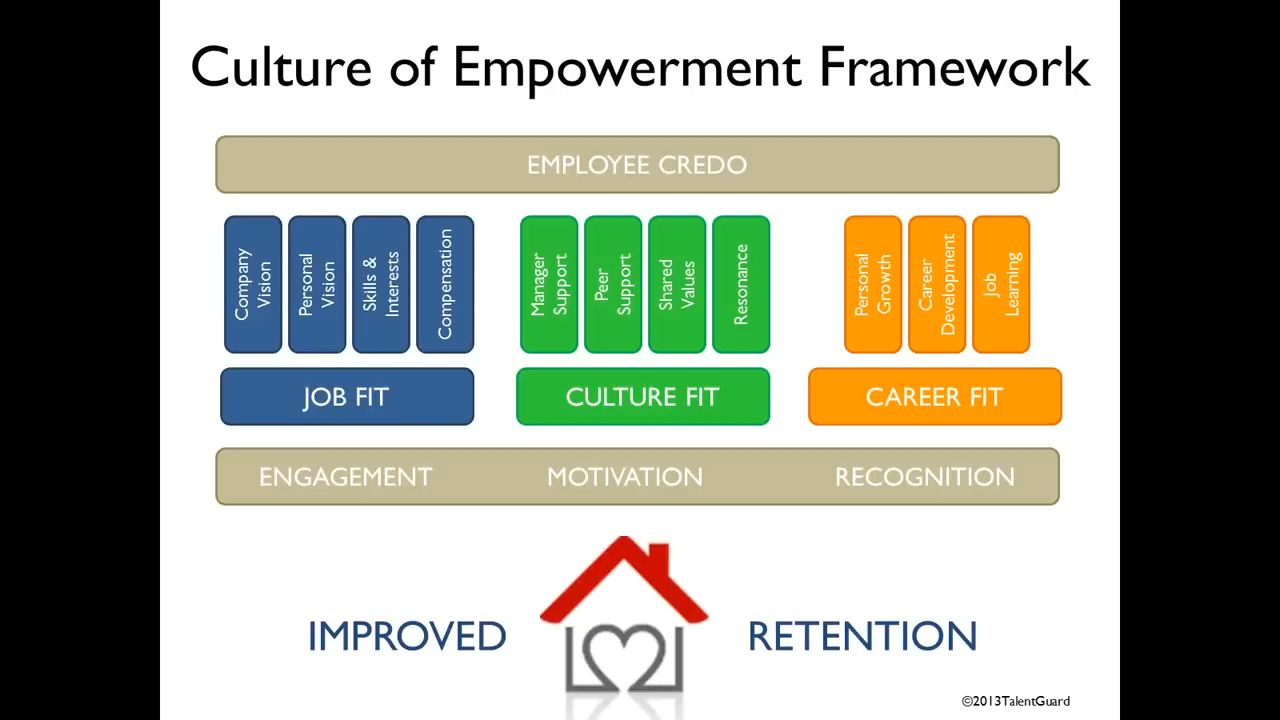 Culture of Empowerment Framework
EMPLOYEE CREDO
Company
Vision
Personal
Vision
Skills &
Interests
Compensation
Manager
Support
Peer
Support
Shared
Values
Resonance
Personal
Growth
Career
Development
Job
Learning
JOB FIT
CULTURE FIT
CAREER FIT
ENGAGEMENT MOTIVATION RECOGNITION
IMPROVED RETENTION
©2013TalentGuard